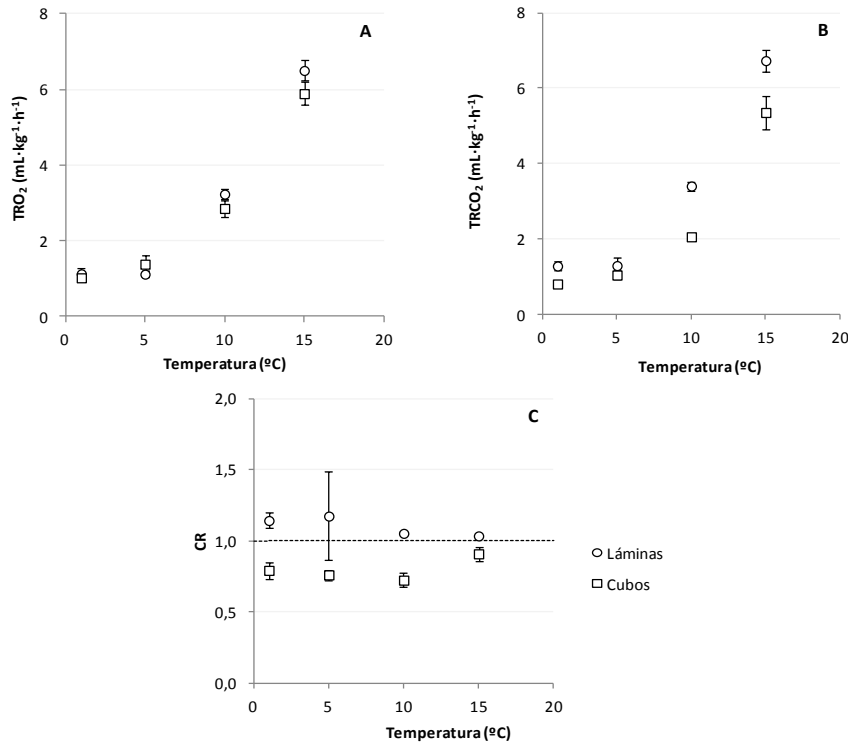 A
TRO₂ (mL·kg⁻¹·h⁻¹)
8
6
4
2
0
0 5 10 15 20
Temperatura (ºC)
B
TRCO₂ (mL·kg⁻¹·h⁻¹)
8
6
4
2
0
0 5 10 15 20
Temperatura (ºC)
C
CR
2,0
1,5
1,0
0,5
0,0
0 5 10 15 20
Temperatura (ºC)
Láminas
Cubos